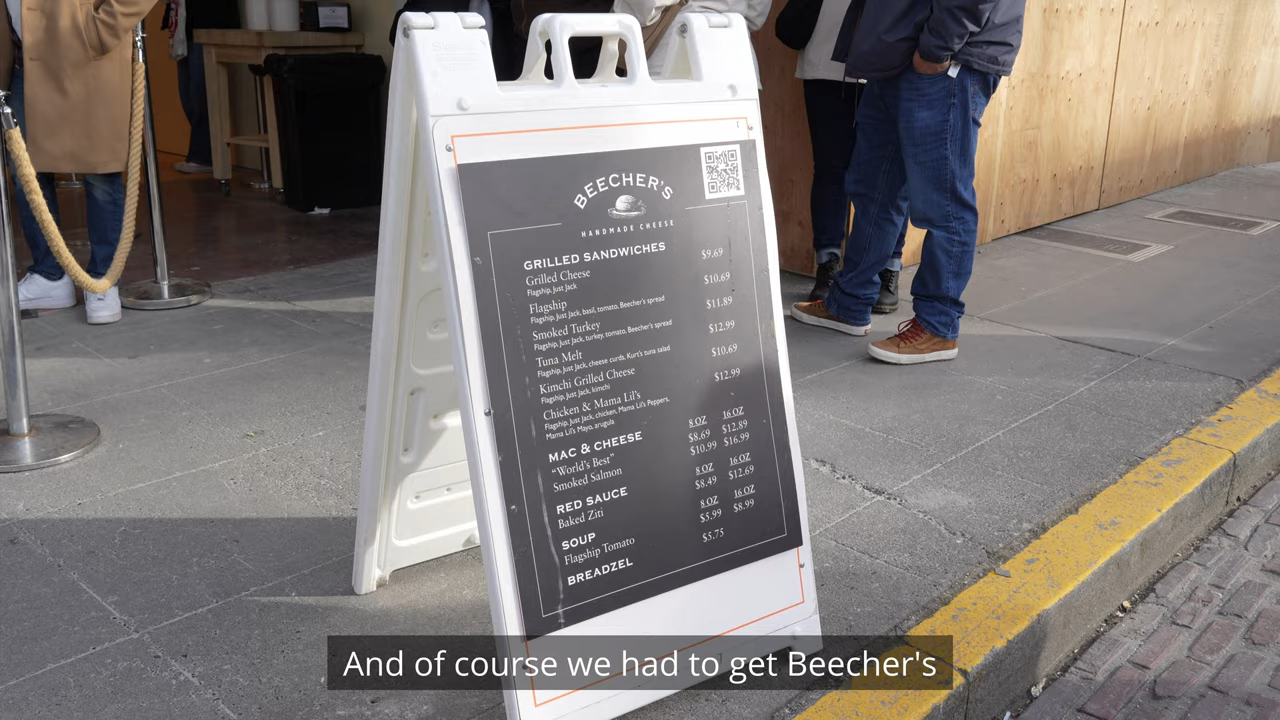 BEECHER'S
HANDMADE CHEESE
GRILLED SANDWICHES
Grilled Cheese $9.69
Flagship, Just Jack
Flagship $10.69
Flagship, Just Jack, basil, tomato, Beecher's spread
Smoked Turkey $11.89
Flagship, Just Jack, turkey, tomato, Beecher's spread
Tuna Melt $12.99
Flagship, Just Jack, cheese curds, Kurt's tuna salad
Kimchi Grilled Cheese $10.69
Flagship, Just Jack, kimchi
Chicken & Mama Lil's $12.99
Flagship, Just Jack, chicken, Mama Lil's Peppers,
Mama Lil's Mayo, arugula
MAC & CHEESE 8 OZ 16 OZ
"World's Best" $8.69 $12.89
Smoked Salmon $10.99 $16.99
RED SAUCE 8 OZ 16 OZ
Baked Ziti $8.49 $12.69
SOUP 8 OZ 16 OZ
Flagship Tomato $5.99 $8.99
BREADZEL $5.75
And of course we had to get Beecher's